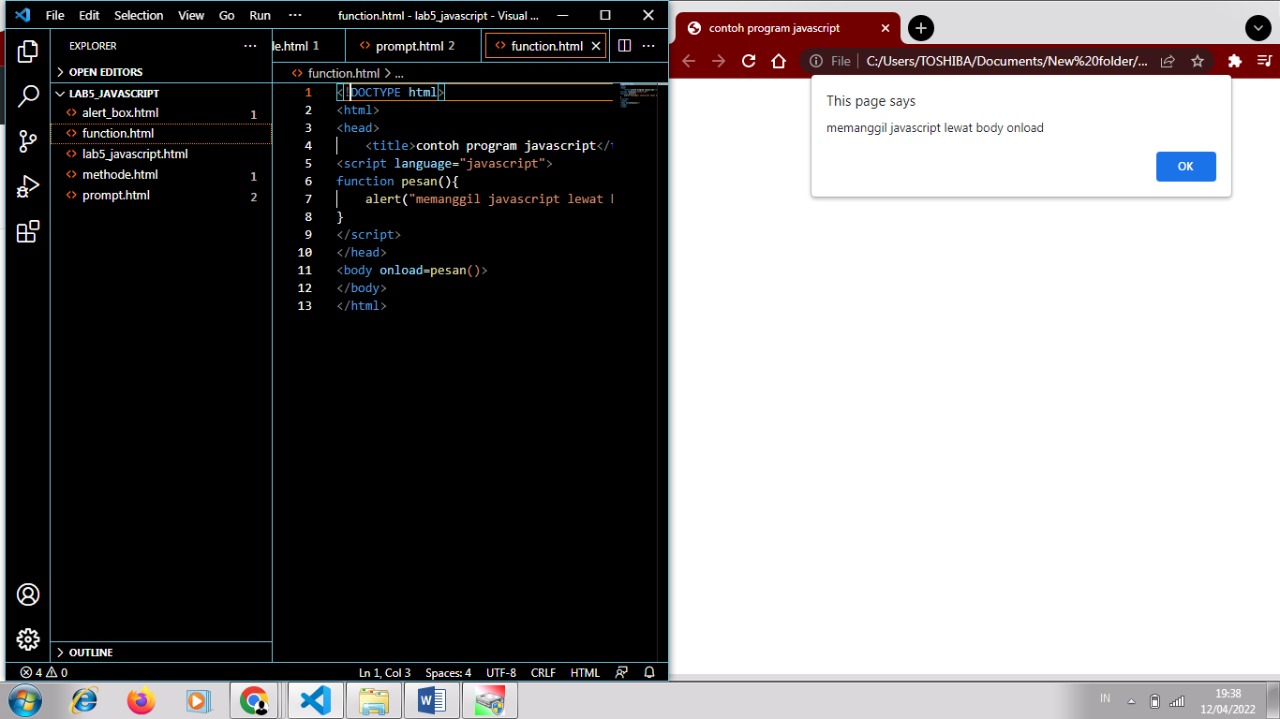 File Edit Selection View Go Run ··· function.html - lab5_javascript - Visual ...
EXPLORER ···
OPEN EDITORS
LAB5_JAVASCRIPT
alert_box.html 1
function.html
lab5_javascript.html
methode.html 1
prompt.html 2
OUTLINE
de.html 1 prompt.html 2 function.html
function.html > ...
1 <!DOCTYPE html>
2 <html>
3 <head>
4 <title>contoh program javascript</
5 <script language="javascript">
6 function pesan(){
7 alert("memanggil javascript lewat
8 }
9 </script>
10 </head>
11 <body onload=pesan()>
12 </body>
13 </html>
4 0 Ln 1, Col 3 Spaces: 4 UTF-8 CRLF HTML
contoh program javascript
File C:/Users/TOSHIBA/Documents/New%20folder/...
This page says
memanggil javascript lewat body onload
OK
IN 19:38
12/04/2022